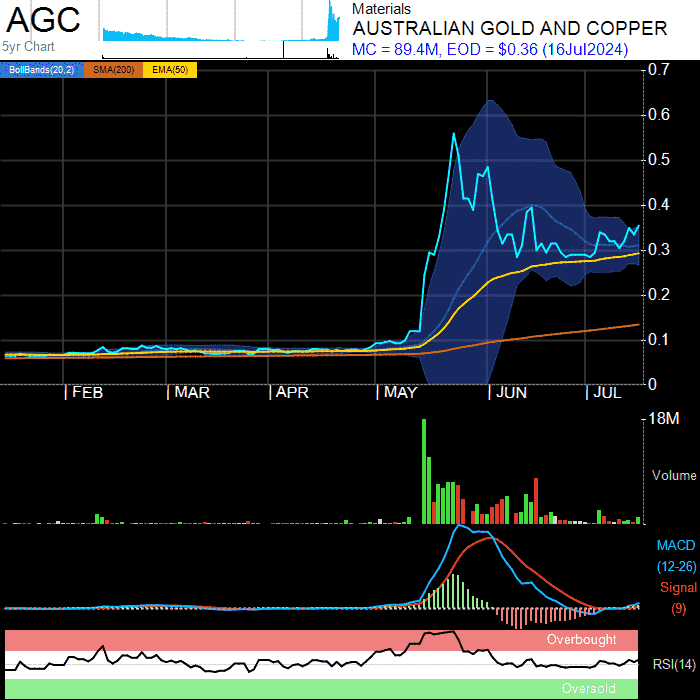 AGC
5yr Chart
Materials
AUSTRALIAN GOLD AND COPPER
MC = 89.4M, EOD = $0.36 (16Jul2024)
BollBands(20,2) SMA(200) EMA(50)
0.7
0.6
0.5
0.4
0.3
0.2
0.1
0
FEB MAR APR MAY JUN JUL
18M
Volume
MACD
(12-26)
Signal
(9)
Overbought
RSI(14)
Oversold